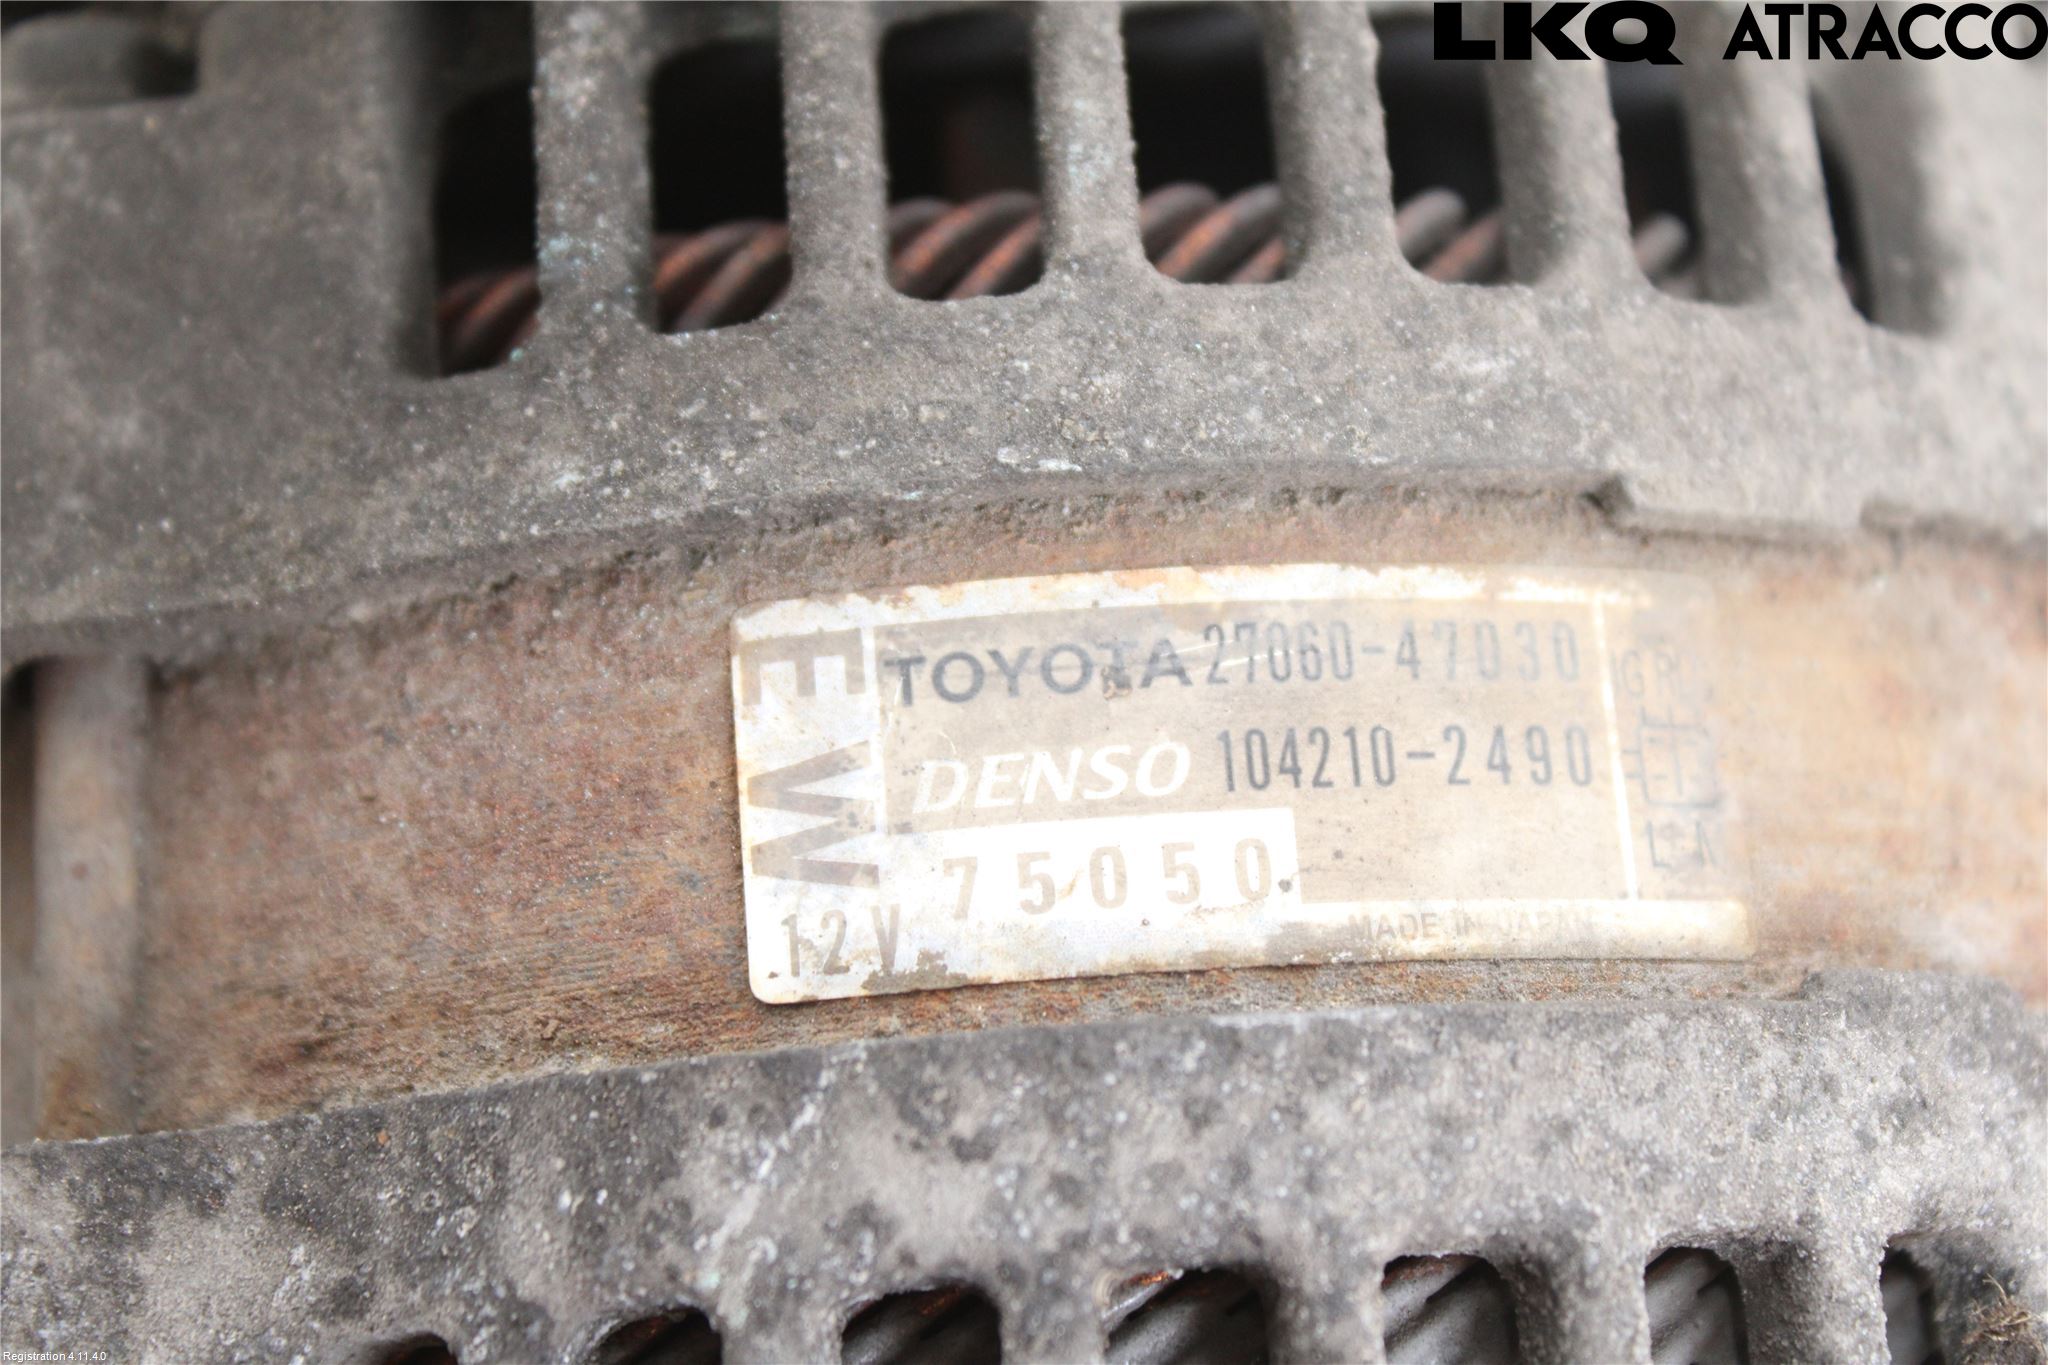 LKQ ATRACCO
EW
TOYOTA 27060-47030
DENSO 104210-2490
75050
12V
MADE IN JAPAN
IG
L
Registration 4.11.4.0